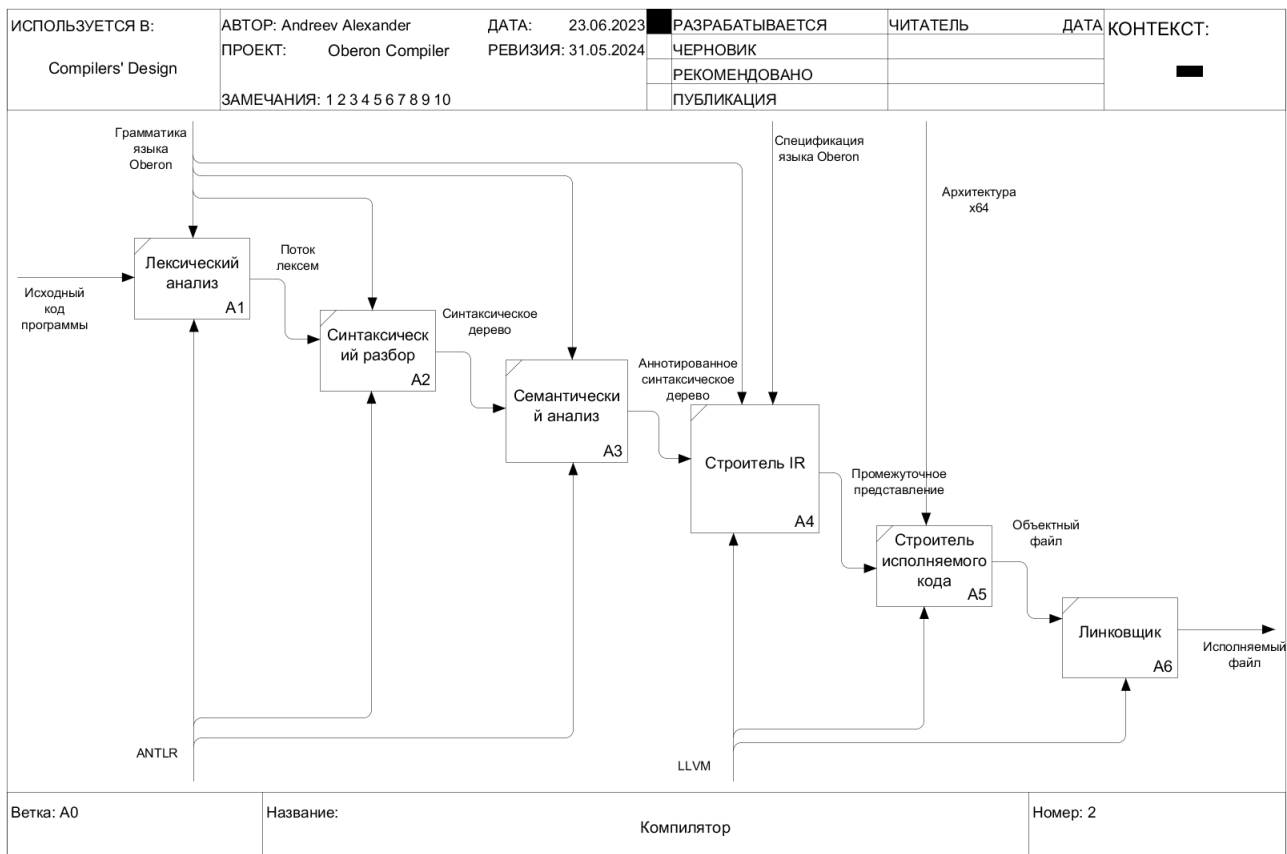 ИСПОЛЬЗУЕТСЯ В:
Compilers' Design
АВТОР: Andreev Alexander
ДАТА: 23.06.2023
ПРОЕКТ: Oberon Compiler
РЕВИЗИЯ: 31.05.2024
ЗАМЕЧАНИЯ: 1 2 3 4 5 6 7 8 9 10
РАЗРАБАТЫВАЕТСЯ
ЧЕРНОВИК
РЕКОМЕНДОВАНО
ПУБЛИКАЦИЯ
ЧИТАТЕЛЬ
ДАТА
КОНТЕКСТ:
Грамматика
языка
Oberon
Спецификация
языка Oberon
Архитектура
x64
Исходный
код
программы
Лексический
анализ
A1
Поток
лексем
Синтаксическ
ий разбор
A2
Синтаксическое
дерево
Семантически
й анализ
A3
Аннотированное
синтаксическое
дерево
Строитель IR
A4
Промежуточное
представление
Строитель
исполняемого
кода
A5
Объектный
файл
Линковщик
A6
Исполняемый
файл
ANTLR
LLVM
Ветка: A0
Название:
Компилятор
Номер: 2